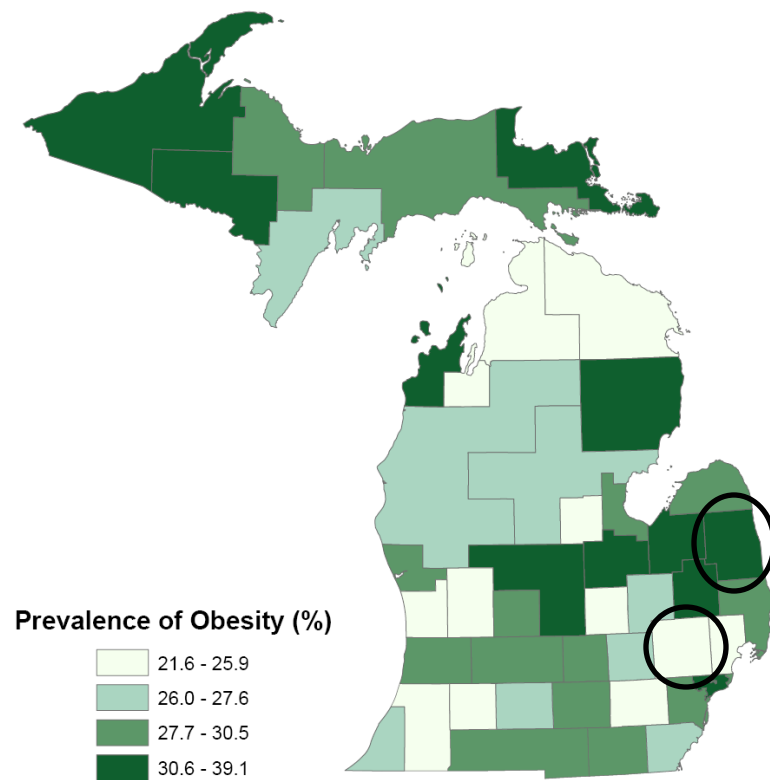 Prevalence of Obesity (%)
21.6 - 25.9
26.0 - 27.6
27.7 - 30.5
30.6 - 39.1